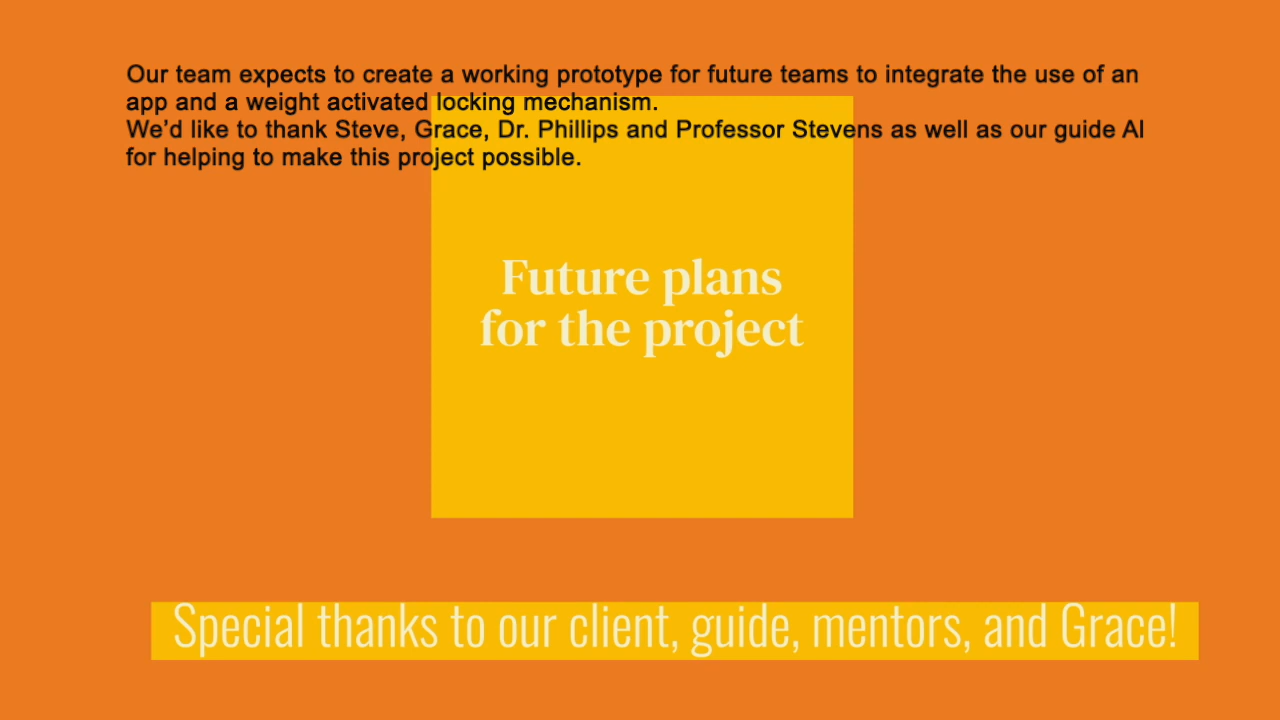 Our team expects to create a working prototype for future teams to integrate the use of an
app and a weight activated locking mechanism.
We’d like to thank Steve, Grace, Dr. Phillips and Professor Stevens as well as our guide Al
for helping to make this project possible.
Future plans
for the project
Special thanks to our client, guide, mentors, and Grace!